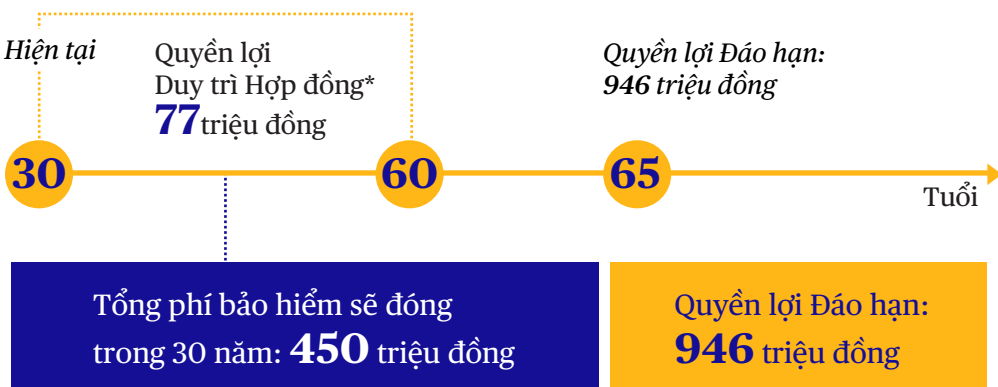 Hiện tại
Quyền lợi
Duy trì Hợp đồng*
77 triệu đồng
Quyền lợi Đáo hạn:
946 triệu đồng
30
60
65
Tuổi
Tổng phí bảo hiểm sẽ đóng
trong 30 năm: 450 triệu đồng
Quyền lợi Đáo hạn:
946 triệu đồng